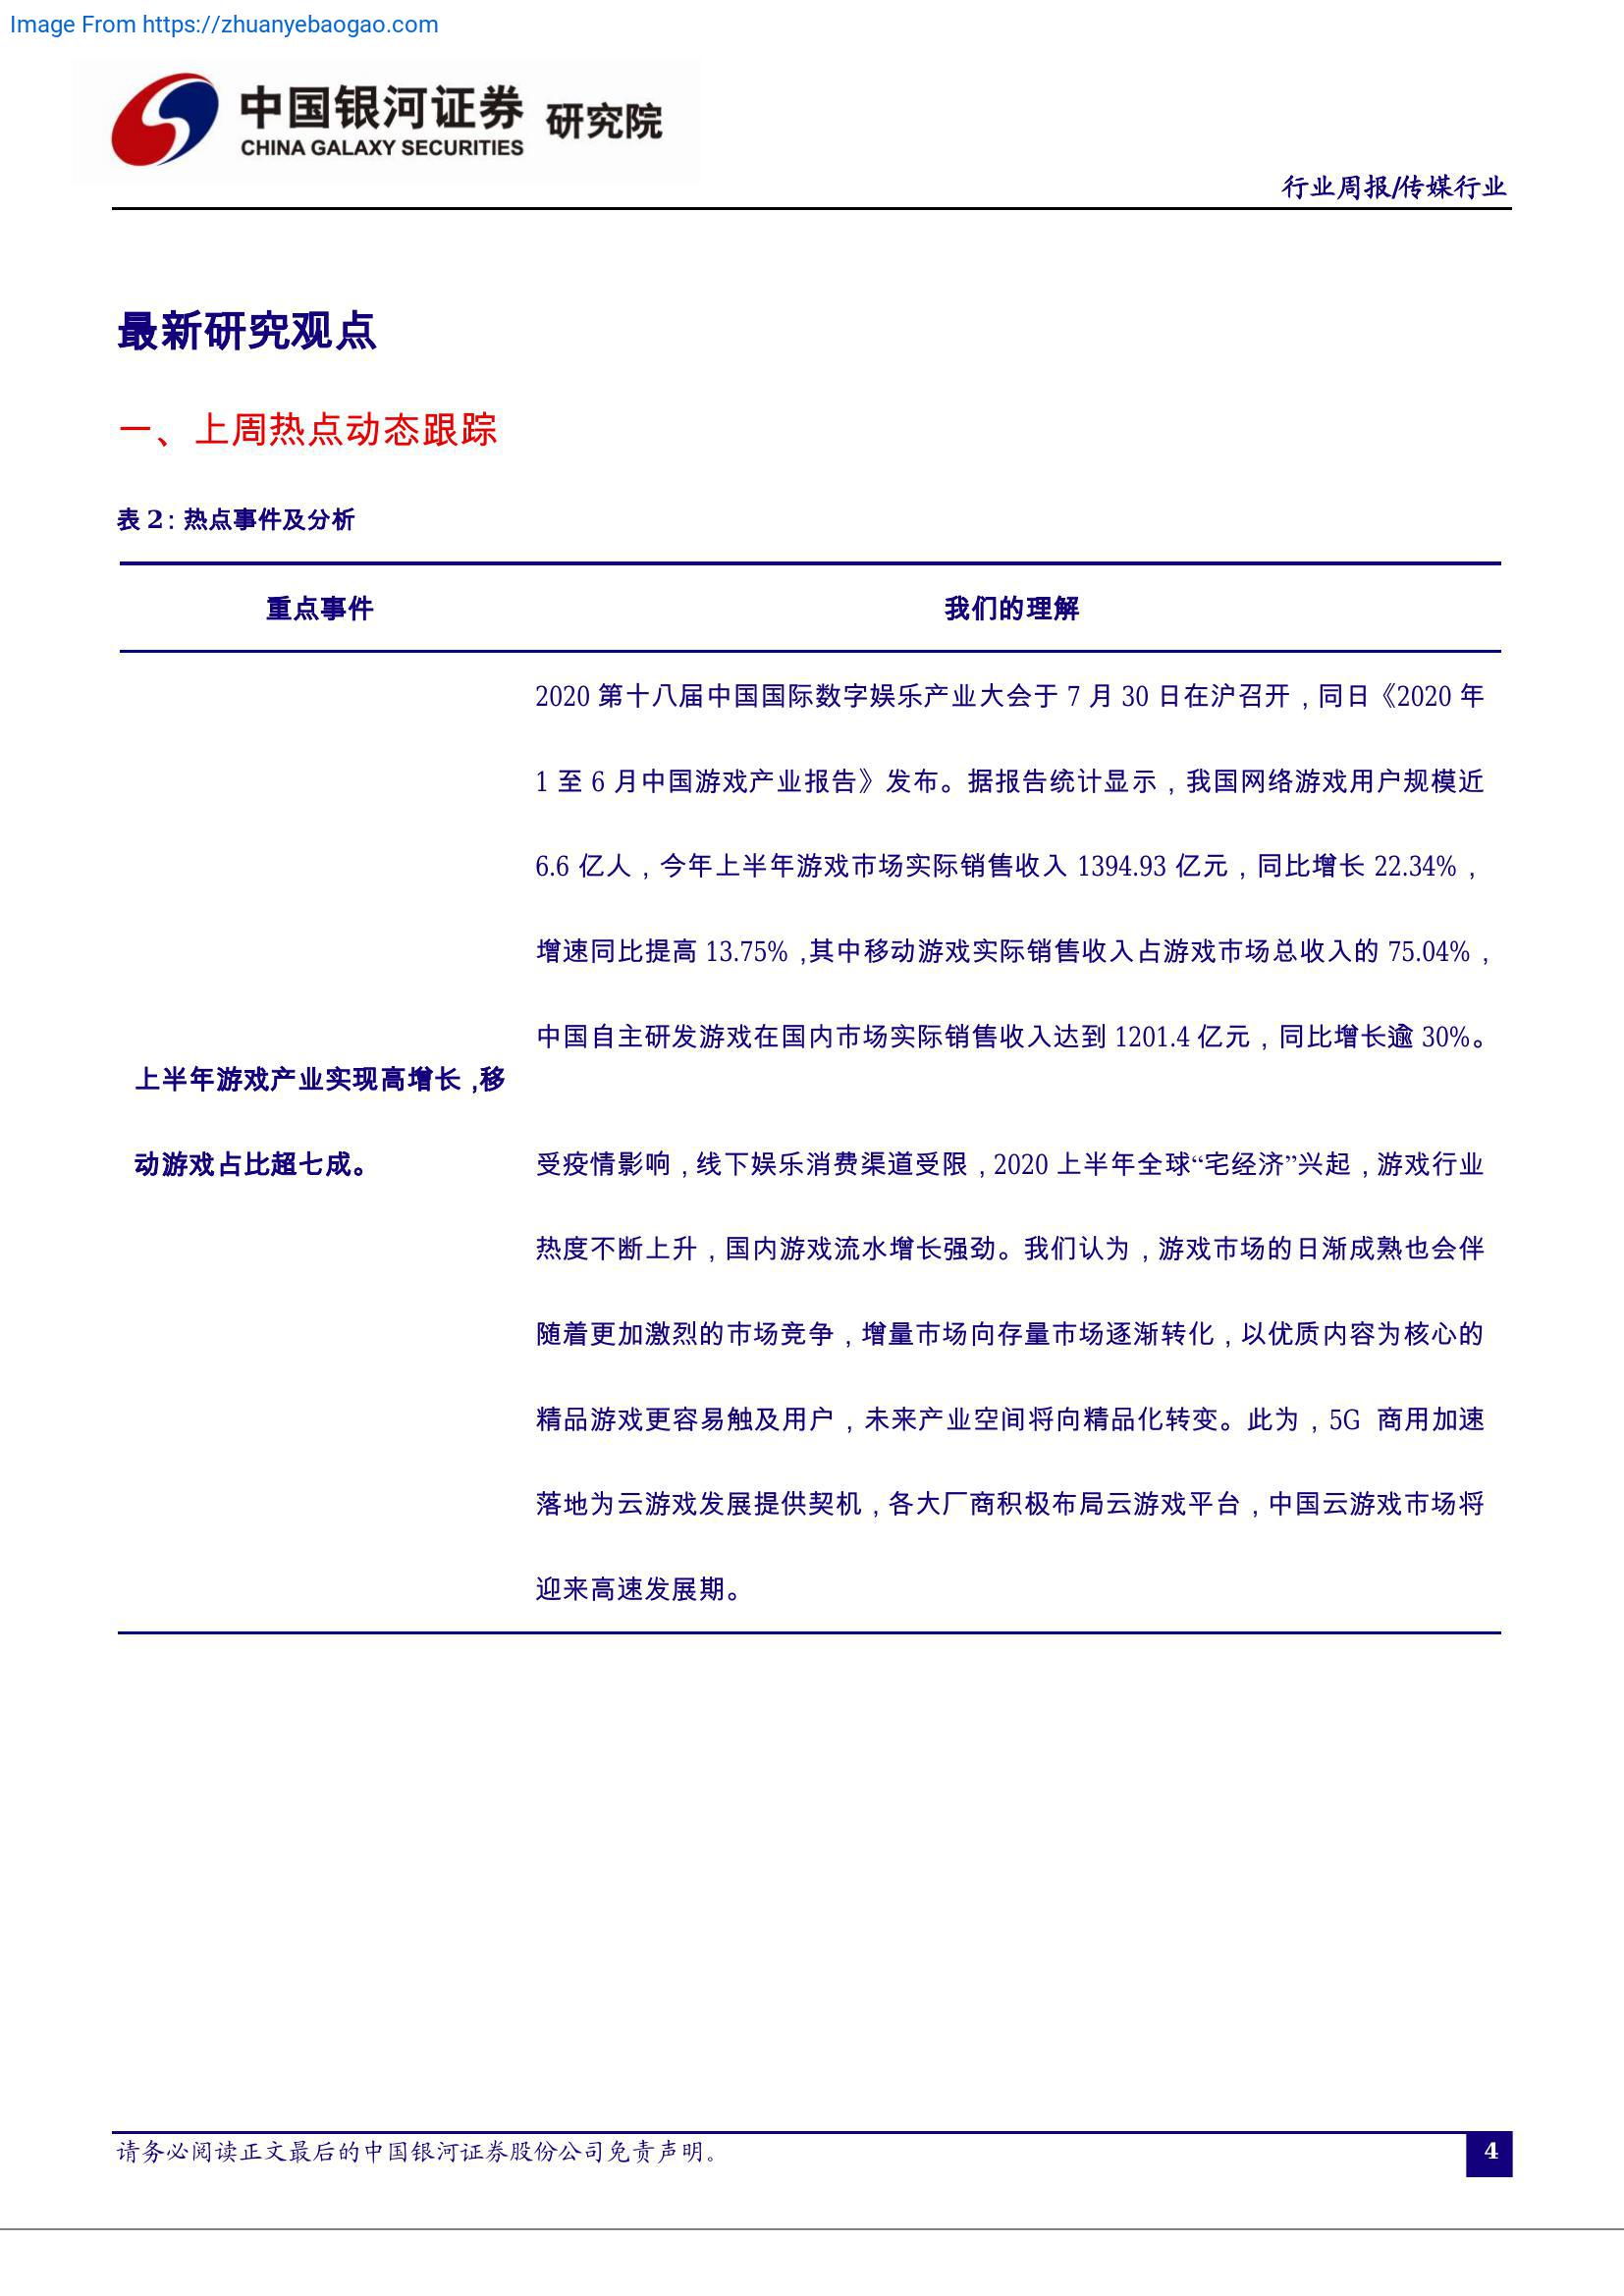 Image From https://zhuanyebaogao.com
中国银河证券 研究院
CHINA GALAXY SECURITIES
行业周报/传媒行业
最新研究观点
一、上周热点动态跟踪
表 2：热点事件及分析
重点事件 我们的理解
2020 第十八届中国国际数字娱乐产业大会于 7 月 30 日在沪召开，同日《2020 年
1 至 6 月中国游戏产业报告》发布。据报告统计显示，我国网络游戏用户规模近
6.6 亿人，今年上半年游戏市场实际销售收入 1394.93 亿元，同比增长 22.34%，
增速同比提高 13.75%，其中移动游戏实际销售收入占游戏市场总收入的 75.04%，
中国自主研发游戏在国内市场实际销售收入达到 1201.4 亿元，同比增长逾 30%。
上半年游戏产业实现高增长，移
动游戏占比超七成。
受疫情影响，线下娱乐消费渠道受限，2020 上半年全球“宅经济”兴起，游戏行业
热度不断上升，国内游戏流水增长强劲。我们认为，游戏市场的日渐成熟也会伴
随着更加激烈的市场竞争，增量市场向存量市场逐渐转化，以优质内容为核心的
精品游戏更容易触及用户，未来产业空间将向精品化转变。此为，5G 商用加速
落地为云游戏发展提供契机，各大厂商积极布局云游戏平台，中国云游戏市场将
迎来高速发展期。
请务必阅读正文最后的中国银河证券股份公司免责声明。
4